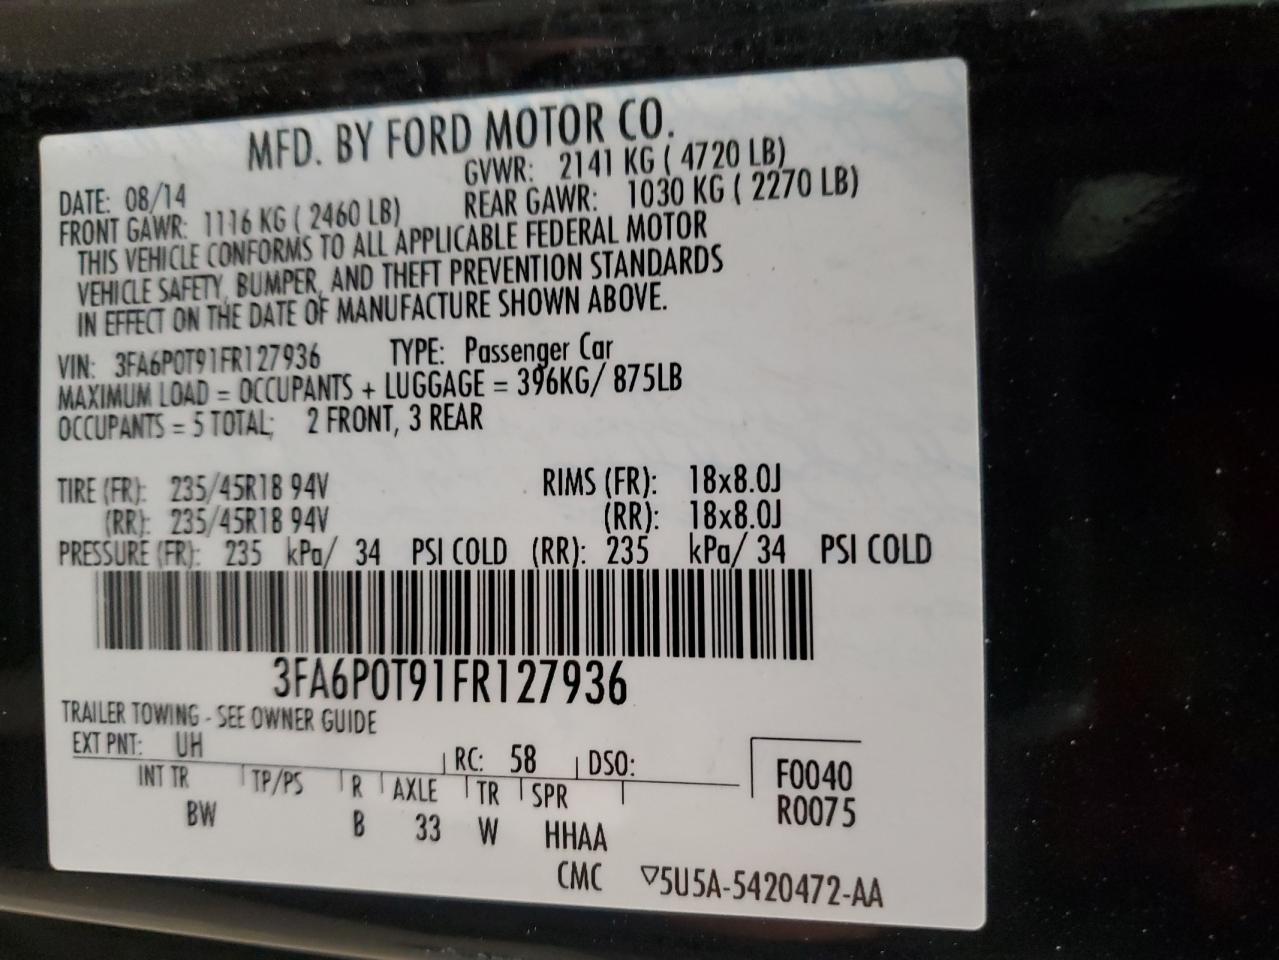 MFD. BY FORD MOTOR CO.
DATE: 08/14 GVWR: 2141 KG ( 4720 LB)
FRONT GAWR: 1116 KG ( 2460 LB) REAR GAWR: 1030 KG ( 2270 LB)
THIS VEHICLE CONFORMS TO ALL APPLICABLE FEDERAL MOTOR
VEHICLE SAFETY, BUMPER, AND THEFT PREVENTION STANDARDS
IN EFFECT ON THE DATE OF MANUFACTURE SHOWN ABOVE.
VIN: 3FA6P0T91FR127936 TYPE: Passenger Car
MAXIMUM LOAD = OCCUPANTS + LUGGAGE = 396KG/ 875LB
OCCUPANTS = 5 TOTAL; 2 FRONT, 3 REAR
TIRE (FR): 235/45R18 94V RIMS (FR): 18x8.0J
(RR): 235/45R18 94V (RR): 18x8.0J
PRESSURE (FR): 235 kPa/ 34 PSI COLD (RR): 235 kPa/ 34 PSI COLD
3FA6P0T91FR127936
TRAILER TOWING - SEE OWNER GUIDE
EXT PNT: UH RC: 58 DSO:
INT TR TP/PS R AXLE TR SPR F0040
BW B 33 W HHAA R0075
CMC ▽5U5A-5420472-AA